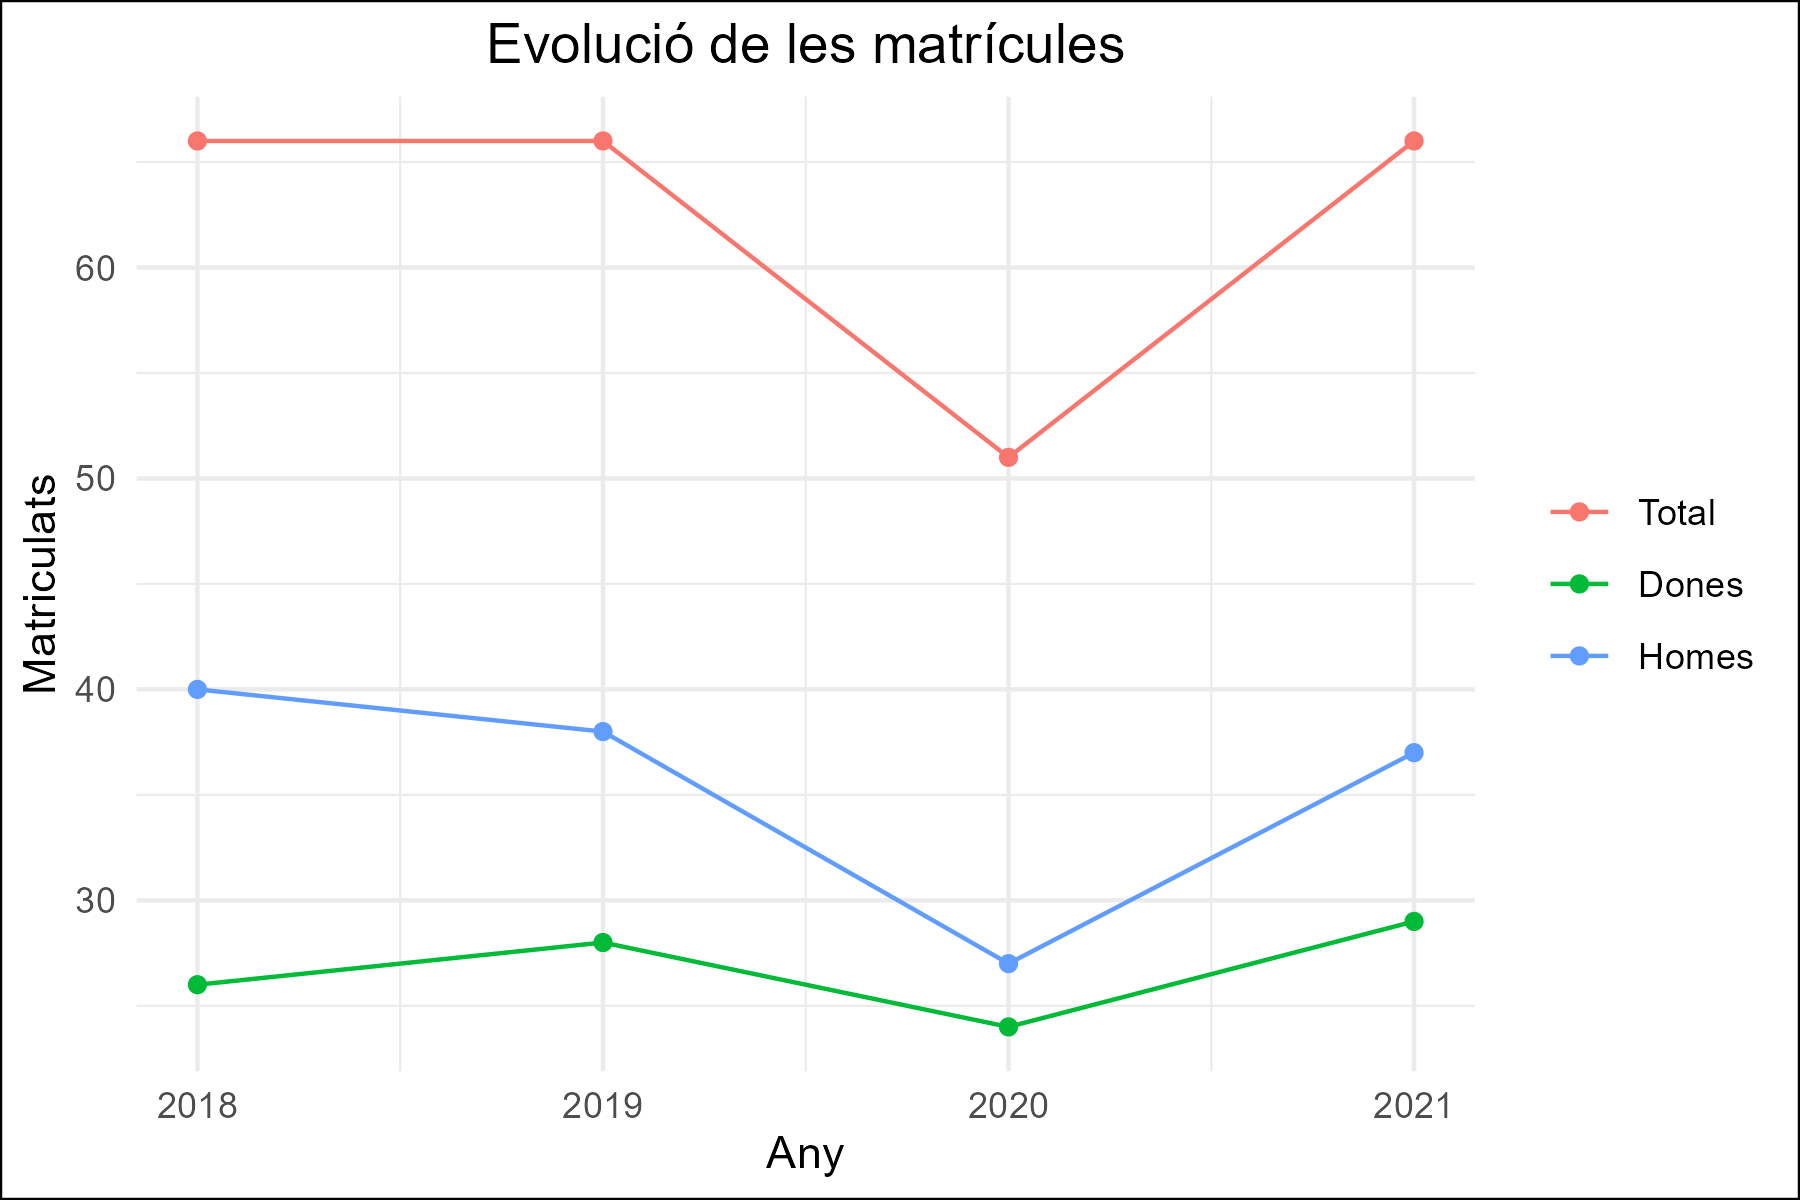 Evolució de les matrícules
Matriculats
60
50
40
30
2018
2019
2020
2021
Any
Total
Dones
Homes